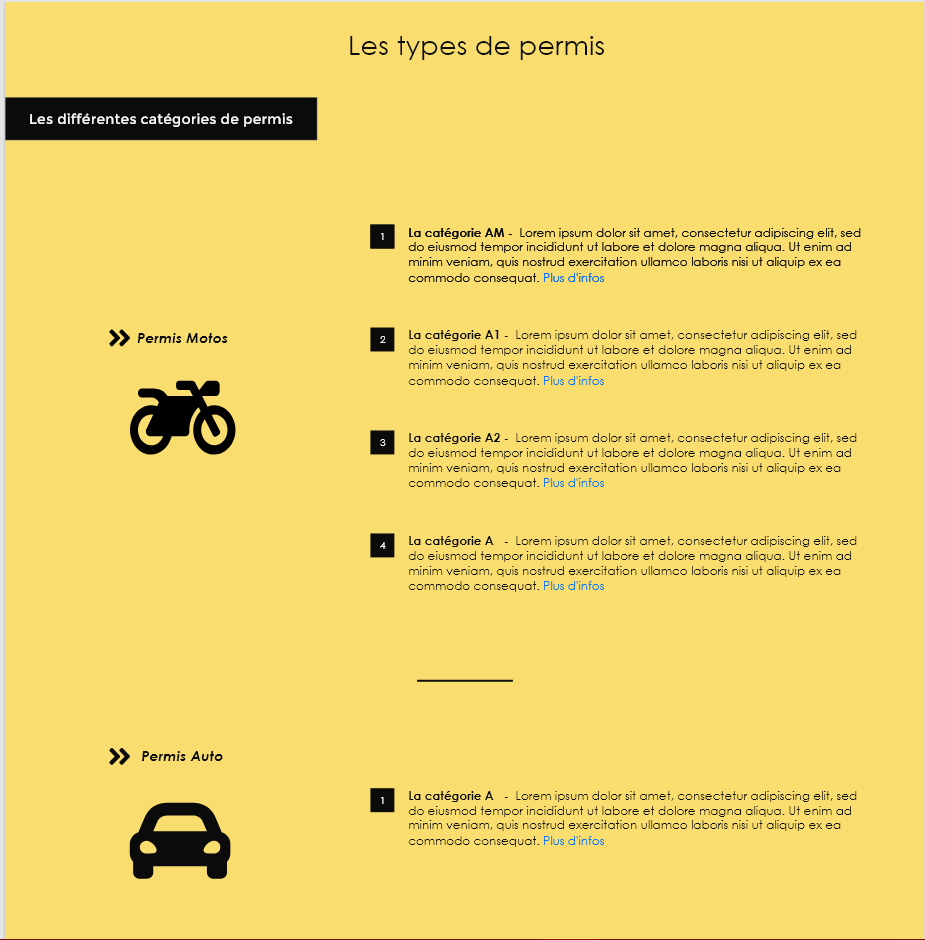 Les types de permis
Les différentes catégories de permis
Permis Motos
1
La catégorie AM - Lorem ipsum dolor sit amet, consectetur adipiscing elit, sed
do eiusmod tempor incididunt ut labore et dolore magna aliqua. Ut enim ad
minim veniam, quis nostrud exercitation ullamco laboris nisi ut aliquip ex ea
commodo consequat. Plus d'infos
2
La catégorie A1 - Lorem ipsum dolor sit amet, consectetur adipiscing elit, sed
do eiusmod tempor incididunt ut labore et dolore magna aliqua. Ut enim ad
minim veniam, quis nostrud exercitation ullamco laboris nisi ut aliquip ex ea
commodo consequat. Plus d'infos
3
La catégorie A2 - Lorem ipsum dolor sit amet, consectetur adipiscing elit, sed
do eiusmod tempor incididunt ut labore et dolore magna aliqua. Ut enim ad
minim veniam, quis nostrud exercitation ullamco laboris nisi ut aliquip ex ea
commodo consequat. Plus d'infos
4
La catégorie A - Lorem ipsum dolor sit amet, consectetur adipiscing elit, sed
do eiusmod tempor incididunt ut labore et dolore magna aliqua. Ut enim ad
minim veniam, quis nostrud exercitation ullamco laboris nisi ut aliquip ex ea
commodo consequat. Plus d'infos
Permis Auto
1
La catégorie A - Lorem ipsum dolor sit amet, consectetur adipiscing elit, sed
do eiusmod tempor incididunt ut labore et dolore magna aliqua. Ut enim ad
minim veniam, quis nostrud exercitation ullamco laboris nisi ut aliquip ex ea
commodo consequat. Plus d'infos